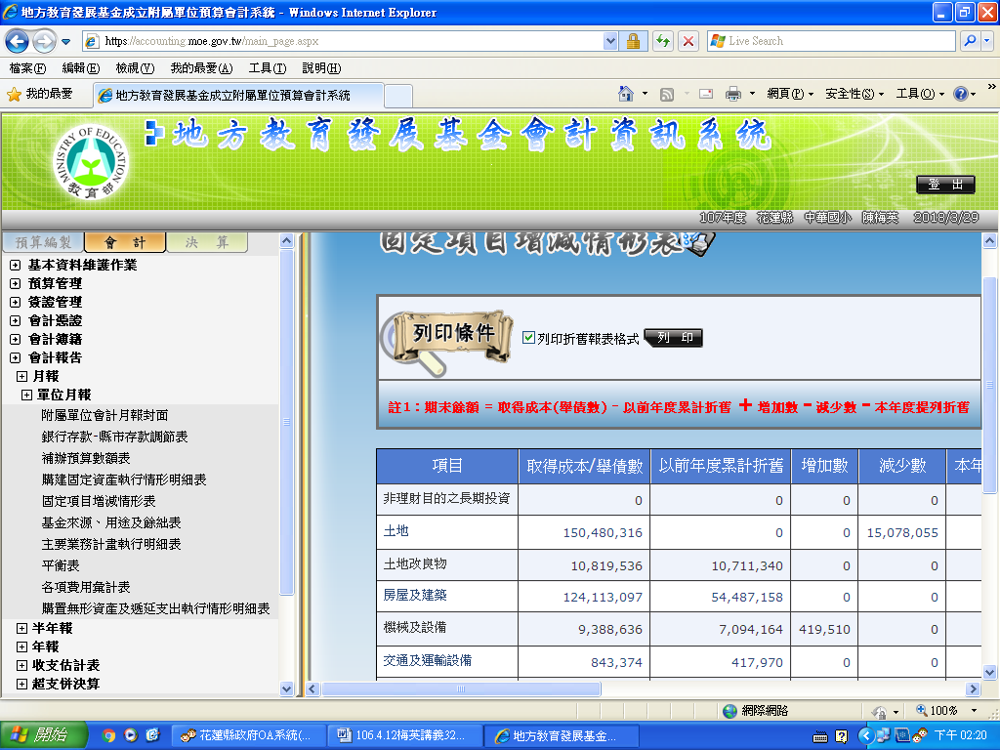 地方教育發展基金成立附屬單位預算會計系統 - Windows Internet Explorer
https://accounting.moe.gov.tw/main_page.aspx
Live Search
檔案(F) 編輯(E) 檢視(V) 我的最愛(A) 工具(T) 說明(H)
我的最愛
地方教育發展基金成立附屬單位預算會計系統
網頁(P) 安全性(S) 工具(O)
MINISTRY OF EDUCATION 教育部
地方教育發展基金會計資訊系統
登 出
107年度 花蓮縣 中華國小 陳梅英 2018/3/29
預算編製 會 計 決 算
基本資料維護作業
預算管理
簽證管理
會計憑證
會計簿籍
會計報告
月報
單位月報
附屬單位會計月報封面
銀行存款-縣市存款調節表
補辦預算數額表
購建固定資產執行情形明細表
固定項目增減情形表
基金來源、用途及餘絀表
主要業務計畫執行明細表
平衡表
各項費用彙計表
購置無形資產及遞延支出執行情形明細表
半年報
年報
收支估計表
超支併決算
固定項目增減情形表
列印條件
列印折舊報表格式 列 印
註1：期末餘額 = 取得成本(舉債數) - 以前年度累計折舊 + 增加數 - 減少數 - 本年度提列折舊
項目 取得成本/舉債數 以前年度累計折舊 增加數 減少數 本年
非理財目的之長期投資 0 0 0 0
土地 150,480,316 0 0 15,078,055
土地改良物 10,819,536 10,711,340 0 0
房屋及建築 124,113,097 54,487,158 0 0
機械及設備 9,388,636 7,094,164 419,510 0
交通及運輸設備 843,374 417,970 0 0
網際網路 100%
開始 花蓮縣政府OA系統(... 106.4.12梅英講義32... 地方教育發展基金... 下午 02:20